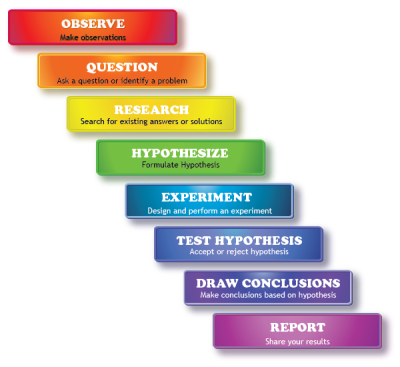 OBSERVE
Make observations
QUESTION
Ask a question or identify a problem
RESEARCH
Search for existing answers or solutions
HYPOTHESIZE
Formulate Hypothesis
EXPERIMENT
Design and perform an experiment
TEST HYPOTHESIS
Accept or reject hypothesis
DRAW CONCLUSIONS
Make conclusions based on hypothesis
REPORT
Share your results